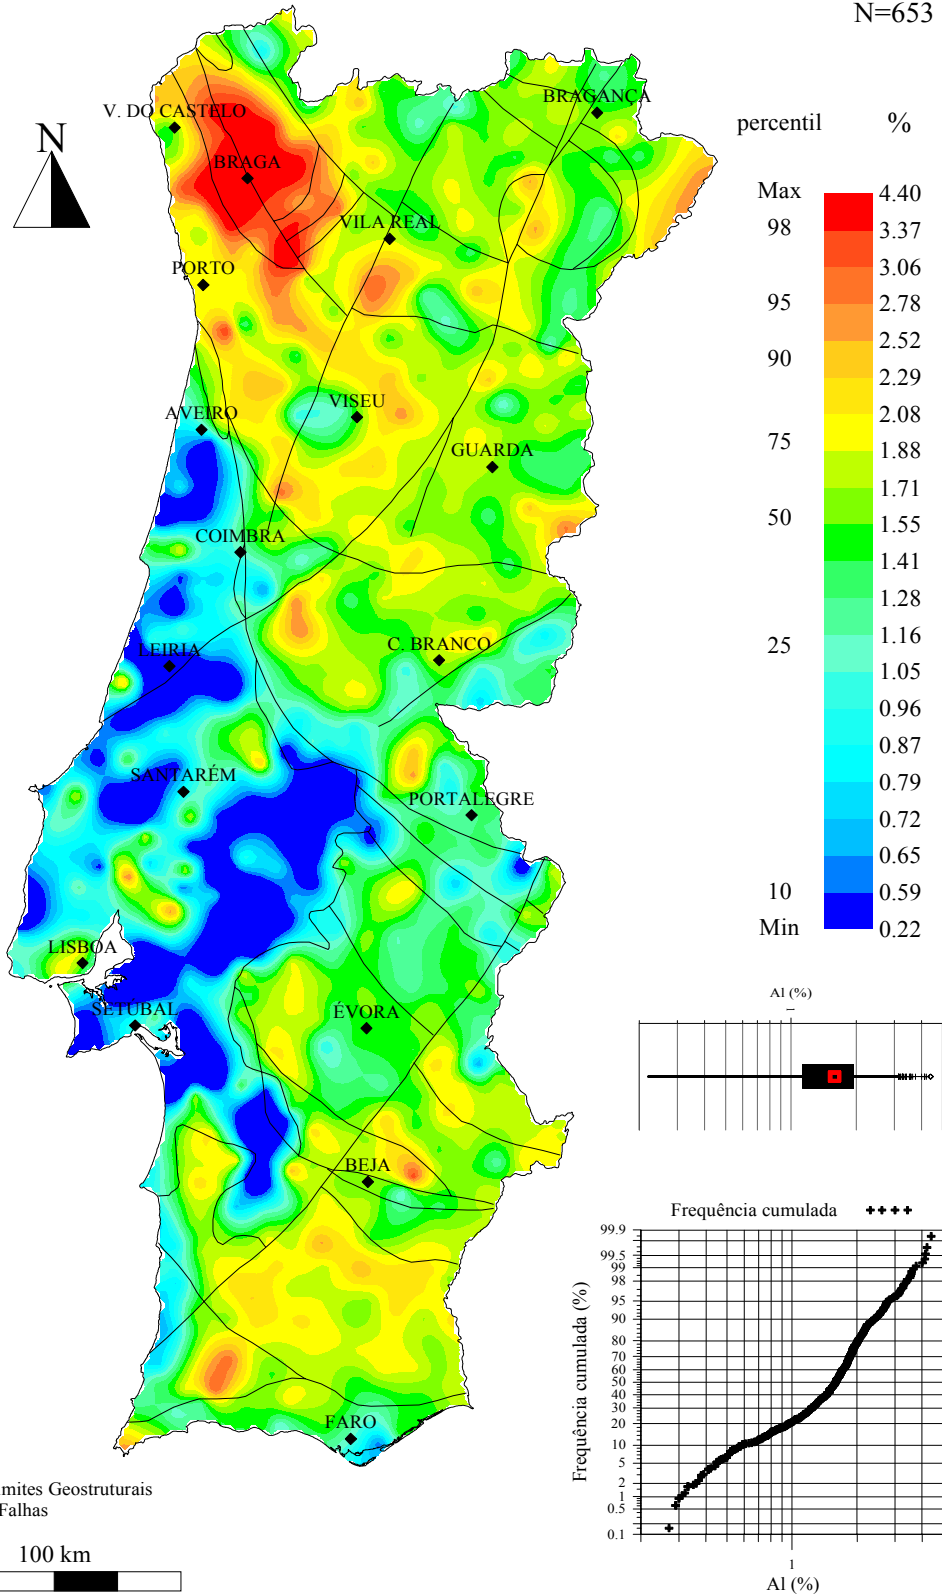 N=653
V. DO CASTELO
BRAGANÇA
N
BRAGA
VILA REAL
PORTO
AVEIRO
VISEU
GUARDA
COIMBRA
LEIRIA
C. BRANCO
SANTARÉM
PORTALEGRE
LISBOA
SETÚBAL
ÉVORA
BEJA
FARO
percentil %
Max 4.40
98 3.37
3.06
95 2.78
2.52
90 2.29
2.08
75 1.88
1.71
50 1.55
1.41
1.28
25 1.16
1.05
0.96
0.87
0.79
0.72
0.65
10 0.59
Min 0.22
Al (%)
Frequência cumulada
Frequência cumulada (%)
99.9
99.5
99
98
95
90
80
70
60
50
40
30
20
10
5
2
1
0.5
0.1
1
Al (%)
mites Geostruturais
Falhas
100 km